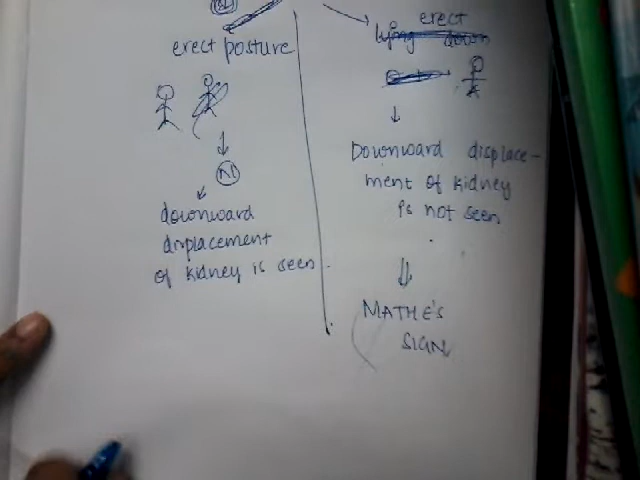 N
erect posture
N
downward
displacement
of kidney is seen.
erect
lying down
Downward displace-
ment of kidney
is not seen
MATHE'S
SIGN